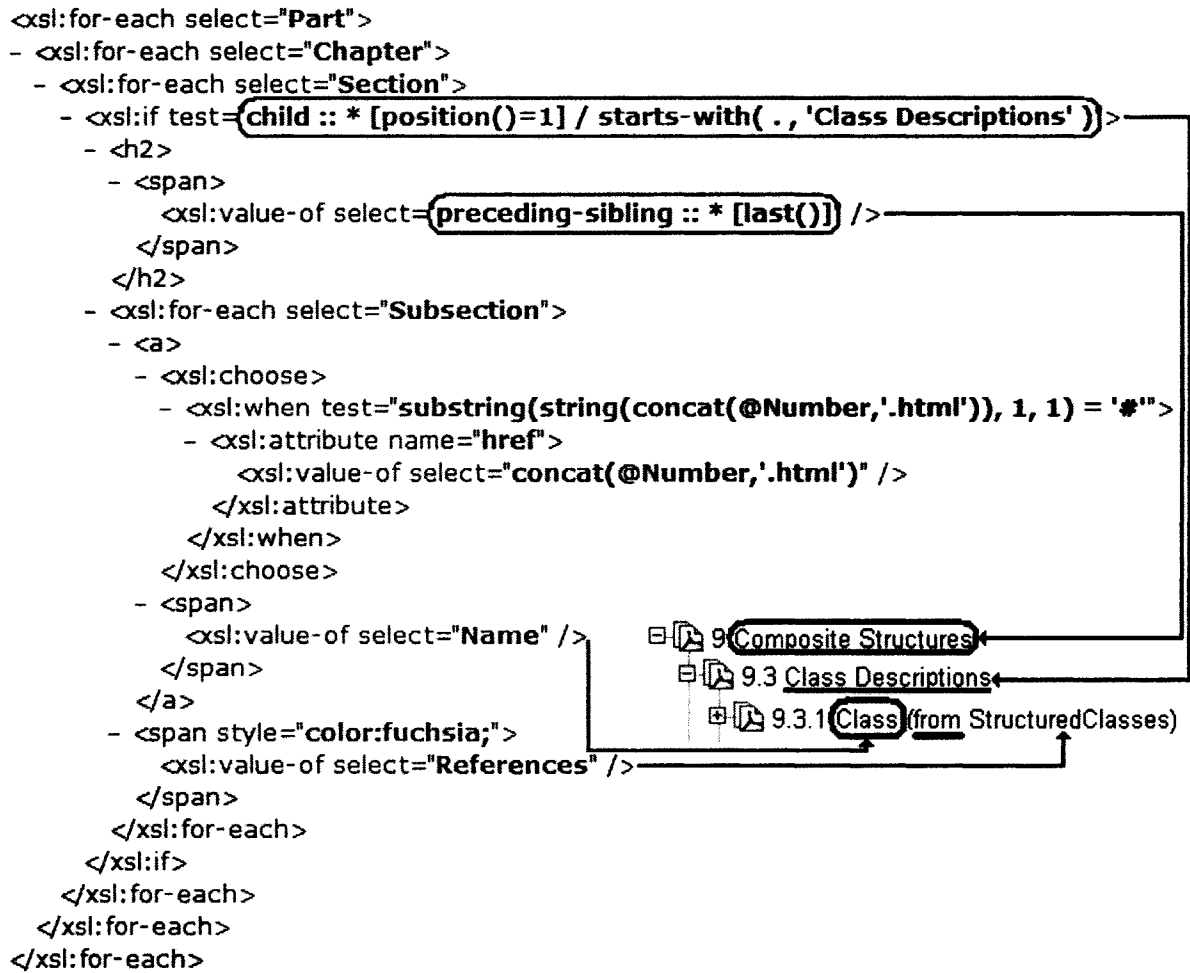 <xsl:for-each select="Part">
- <xsl:for-each select="Chapter">
- <xsl:for-each select="Section">
- <xsl:if test=child :: * [position()=1] / starts-with( . , 'Class Descriptions' )>
- <h2>
- <span>
<xsl:value-of select=preceding-sibling :: * [last()] />
</span>
</h2>
- <xsl:for-each select="Subsection">
- <a>
- <xsl:choose>
- <xsl:when test="substring(string(concat(@Number,'.html')), 1, 1) = '#'">
- <xsl:attribute name="href">
<xsl:value-of select="concat(@Number,'.html')" />
</xsl:attribute>
</xsl:when>
</xsl:choose>
- <span>
<xsl:value-of select="Name" />
9 Composite Structures
</span>
9.3 Class Descriptions
</a>
9.3.1 Class (from StructuredClasses)
- <span style="color:fuchsia;">
<xsl:value-of select="References" />
</span>
</xsl:for-each>
</xsl:if>
</xsl:for-each>
</xsl:for-each>
</xsl:for-each>